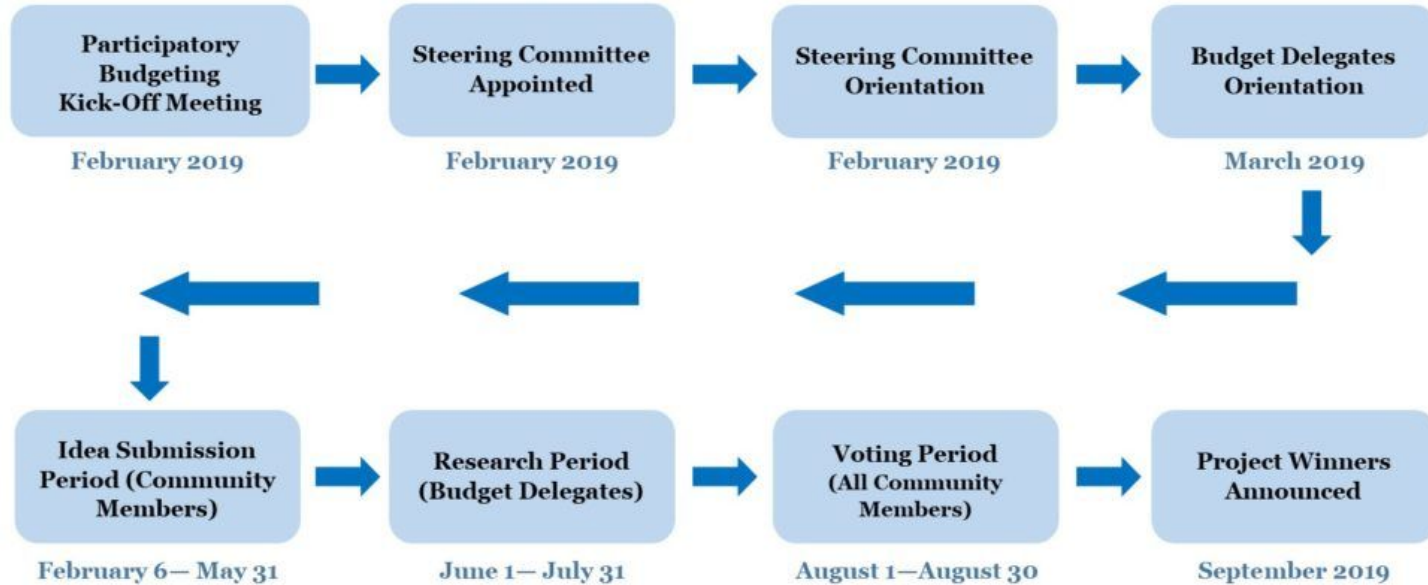 Participatory
Budgeting
Kick-Off Meeting
February 2019
Steering Committee
Appointed
February 2019
Steering Committee
Orientation
February 2019
Budget Delegates
Orientation
March 2019
Idea Submission
Period (Community
Members)
February 6— May 31
Research Period
(Budget Delegates)
June 1— July 31
Voting Period
(All Community
Members)
August 1—August 30
Project Winners
Announced
September 2019